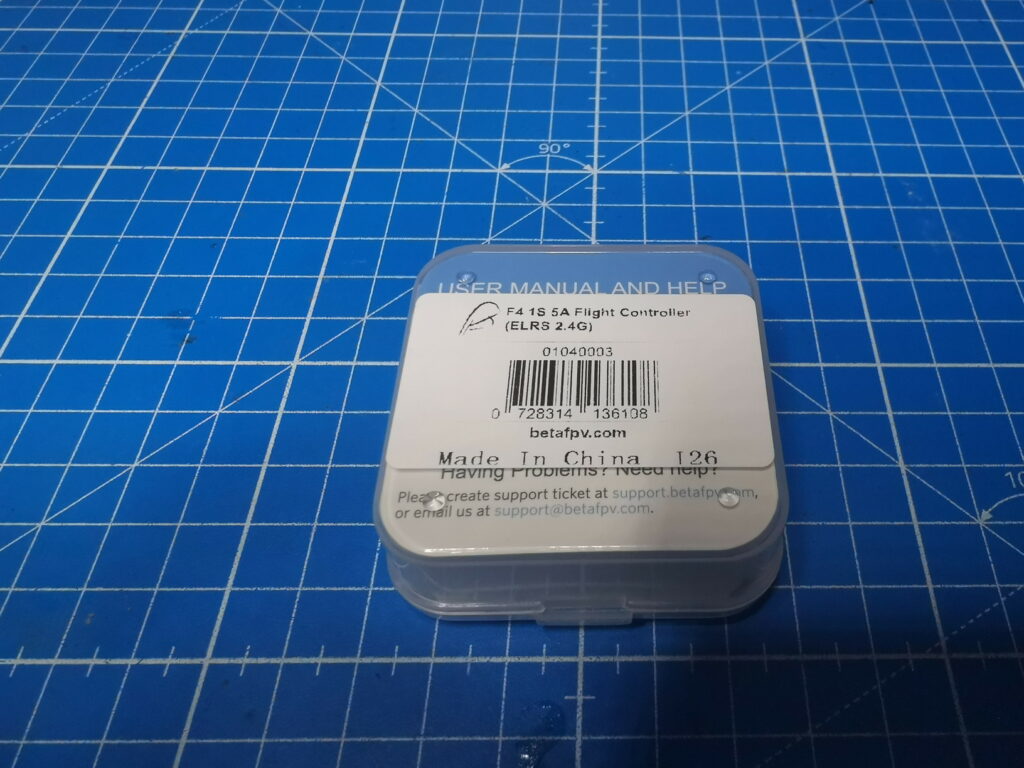 90°
USER MANUAL AND HELP
F4 1S 5A Flight Controller
(ELRS 2.4G)
01040003
0 728314 136108
betafpv.com
Made In China I26
Having Problems? Need help?
Please create support ticket at support.betafpv.com,
or email us at support@betafpv.com.